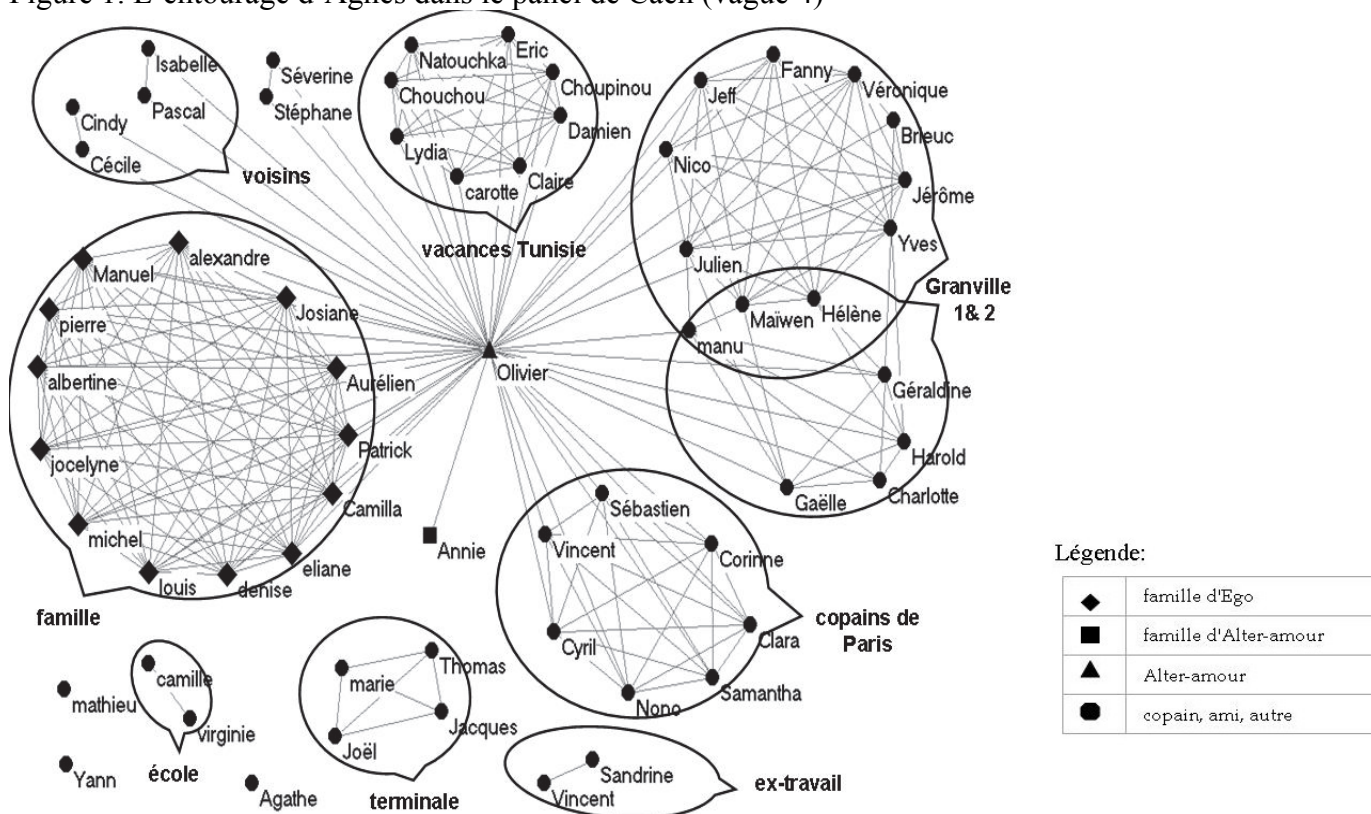 Figure 1: L'entourage d'Agnès dans le panel de Caen (vague 4)
Isabelle
Pascal
Cindy
Cécile
voisins
Séverine
Stéphane
Natouchka
Eric
Chouchou
Choupinou
Damien
Lydia
carotte
Claire
vacances Tunisie
Fanny
Jeff
Véronique
Brieuc
Nico
Jérôme
Yves
Julien
Maïwen
Hélène
manu
Granville
1& 2
Géraldine
Harold
Charlotte
Gaëlle
alexandre
Manuel
Josiane
pierre
albertine
Aurélien
jocelyne
Patrick
Camilla
michel
eliane
louis
denise
famille
Olivier
Annie
Sébastien
Vincent
Corinne
Cyril
Clara
Samantha
Nono
copains de
Paris
camille
virginie
école
mathieu
Yann
Agathe
Thomas
marie
Jacques
Joël
terminale
Sandrine
Vincent
ex-travail
Légende:
famille d'Ego
famille d'Alter-amour
Alter-amour
copain, ami, autre